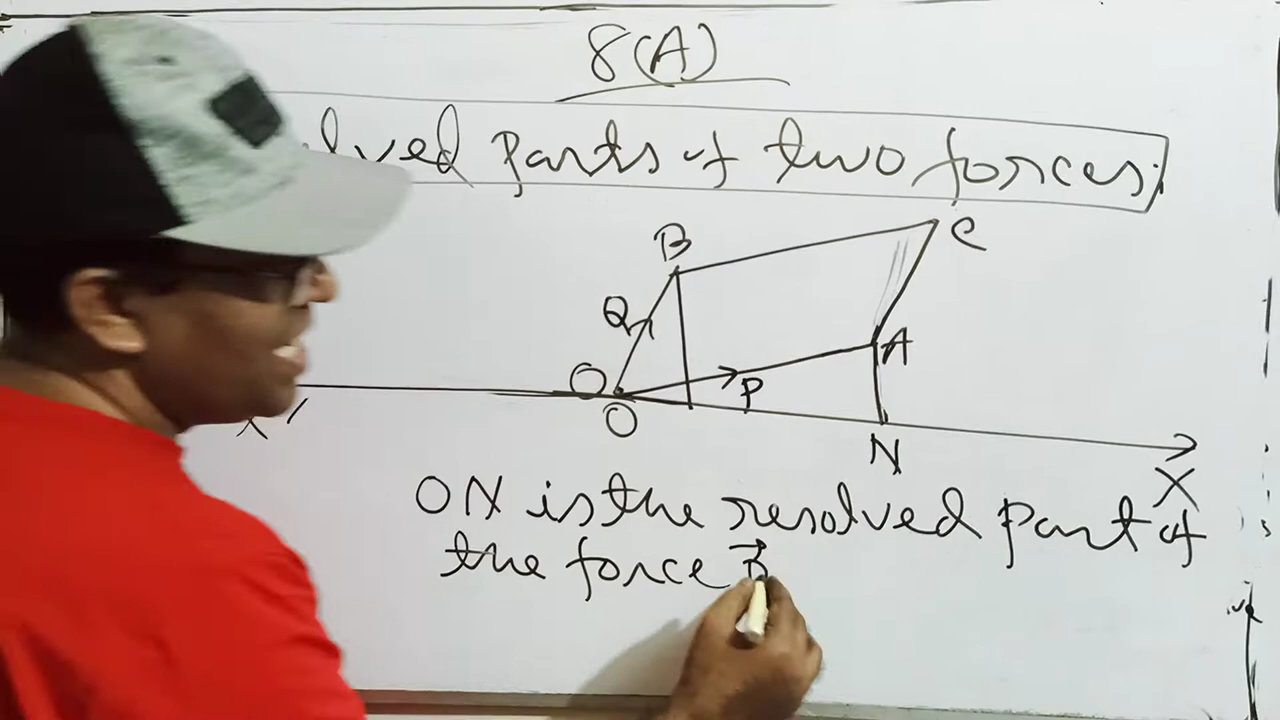 8(A)
lved parts of two forces:
B
C
Q
A
O
P
O
X'
N
X
ON is the resolved part of
the force